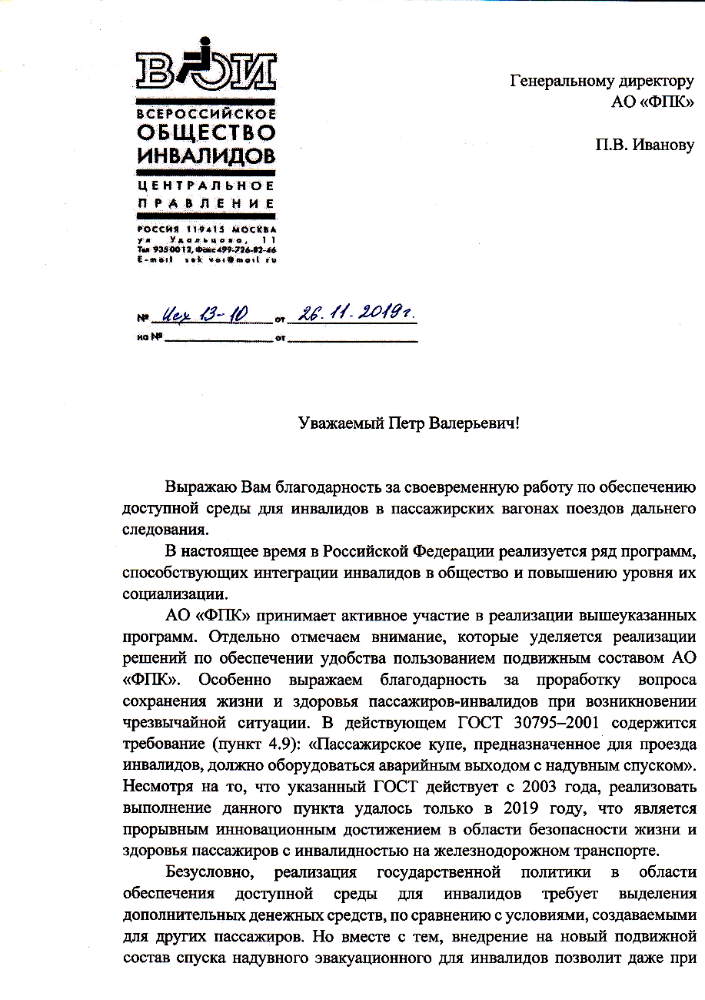 ВОИ
ВСЕРОССИЙСКОЕ
ОБЩЕСТВО
ИНВАЛИДОВ
ЦЕНТРАЛЬНОЕ
ПРАВЛЕНИЕ
РОССИЯ 119415 МОСКВА
ул Удальцова, 11
Тел 9350012, Факс 499-726-82-46
E-mail sek voi@mail ru
№ Исх 13-10 от 26.11.2019г.
на № от
Генеральному директору
АО «ФПК»
П.В. Иванову
Уважаемый Петр Валерьевич!
Выражаю Вам благодарность за своевременную работу по обеспечению
доступной среды для инвалидов в пассажирских вагонах поездов дальнего
следования.
В настоящее время в Российской Федерации реализуется ряд программ,
способствующих интеграции инвалидов в общество и повышению уровня их
социализации.
АО «ФПК» принимает активное участие в реализации вышеуказанных
программ. Отдельно отмечаем внимание, которые уделяется реализации
решений по обеспечении удобства пользованием подвижным составом АО
«ФПК». Особенно выражаем благодарность за проработку вопроса
сохранения жизни и здоровья пассажиров-инвалидов при возникновении
чрезвычайной ситуации. В действующем ГОСТ 30795–2001 содержится
требование (пункт 4.9): «Пассажирское купе, предназначенное для проезда
инвалидов, должно оборудоваться аварийным выходом с надувным спуском».
Несмотря на то, что указанный ГОСТ действует с 2003 года, реализовать
выполнение данного пункта удалось только в 2019 году, что является
прорывным инновационным достижением в области безопасности жизни и
здоровья пассажиров с инвалидностью на железнодорожном транспорте.
Безусловно, реализация государственной политики в области
обеспечения доступной среды для инвалидов требует выделения
дополнительных денежных средств, по сравнению с условиями, создаваемыми
для других пассажиров. Но вместе с тем, внедрение на новый подвижной
состав спуска надувного эвакуационного для инвалидов позволит даже при